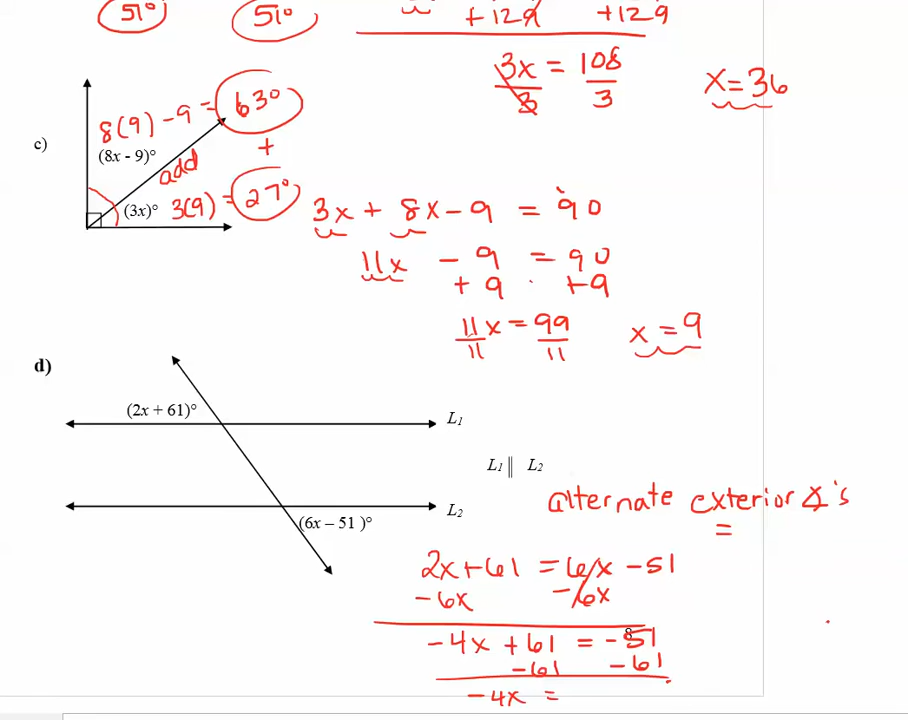 51° 51° +129 +129
3x = 108
3 3
x = 36
c)
8(9) - 9 = 63°
(8x - 9)°
add
+
(3x)° 3(9) = 27°
3x + 8x - 9 = 90
11x - 9 = 90
+ 9 +9
11x = 99
11 11
x = 9
d)
(2x + 61)°
L1
L1 || L2
alternate exterior ∠'s
=
L2
(6x – 51 )°
2x+61 = 6x - 51
-6x -6x
-4x + 61 = -51
-61 -61
-4x =